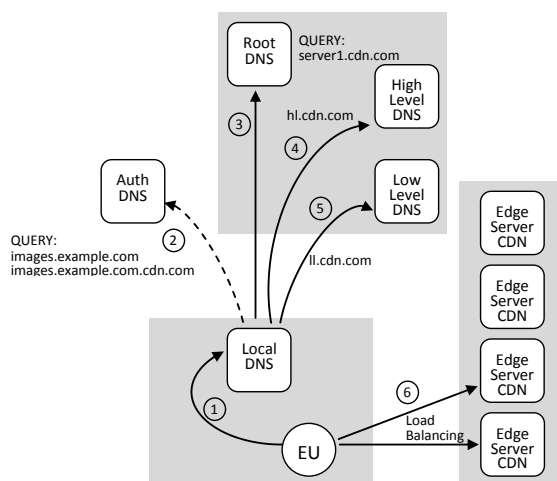 Root
DNS
QUERY:
server1.cdn.com
High
Level
DNS
hl.cdn.com
3
4
Auth
DNS
Low
Level
DNS
5
Edge
Server
CDN
QUERY:
images.example.com
images.example.com.cdn.com
2
ll.cdn.com
Edge
Server
CDN
Local
DNS
Edge
Server
CDN
1
6
Load
Balancing
EU
Edge
Server
CDN